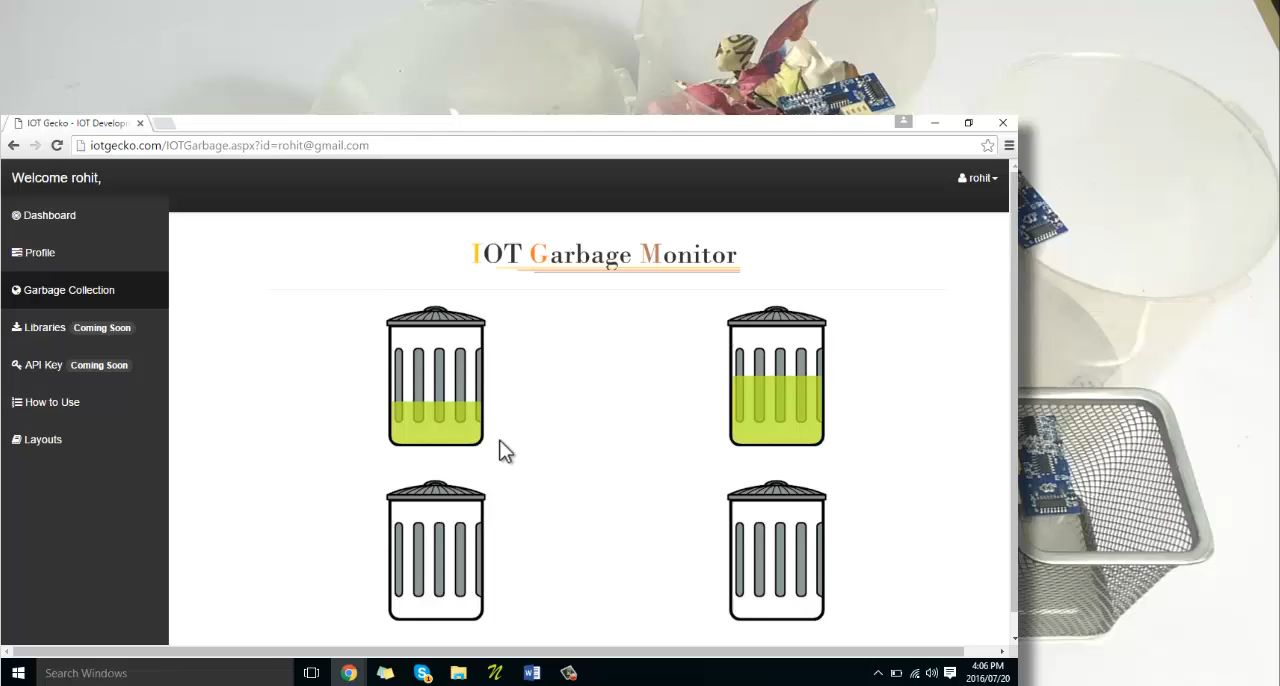 IOT Gecko - IOT Develop
iotgecko.com/IOTGarbage.aspx?id=rohit@gmail.com
Welcome rohit,
rohit
Dashboard
Profile
Garbage Collection
Libraries Coming Soon
API Key Coming Soon
How to Use
Layouts
IOT Garbage Monitor
Search Windows
4:06 PM
2016/07/20